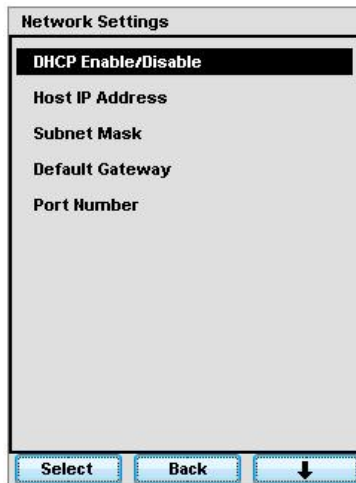 Network Settings
DHCP Enable/Disable
Host IP Address
Subnet Mask
Default Gateway
Port Number
Select Back ↓